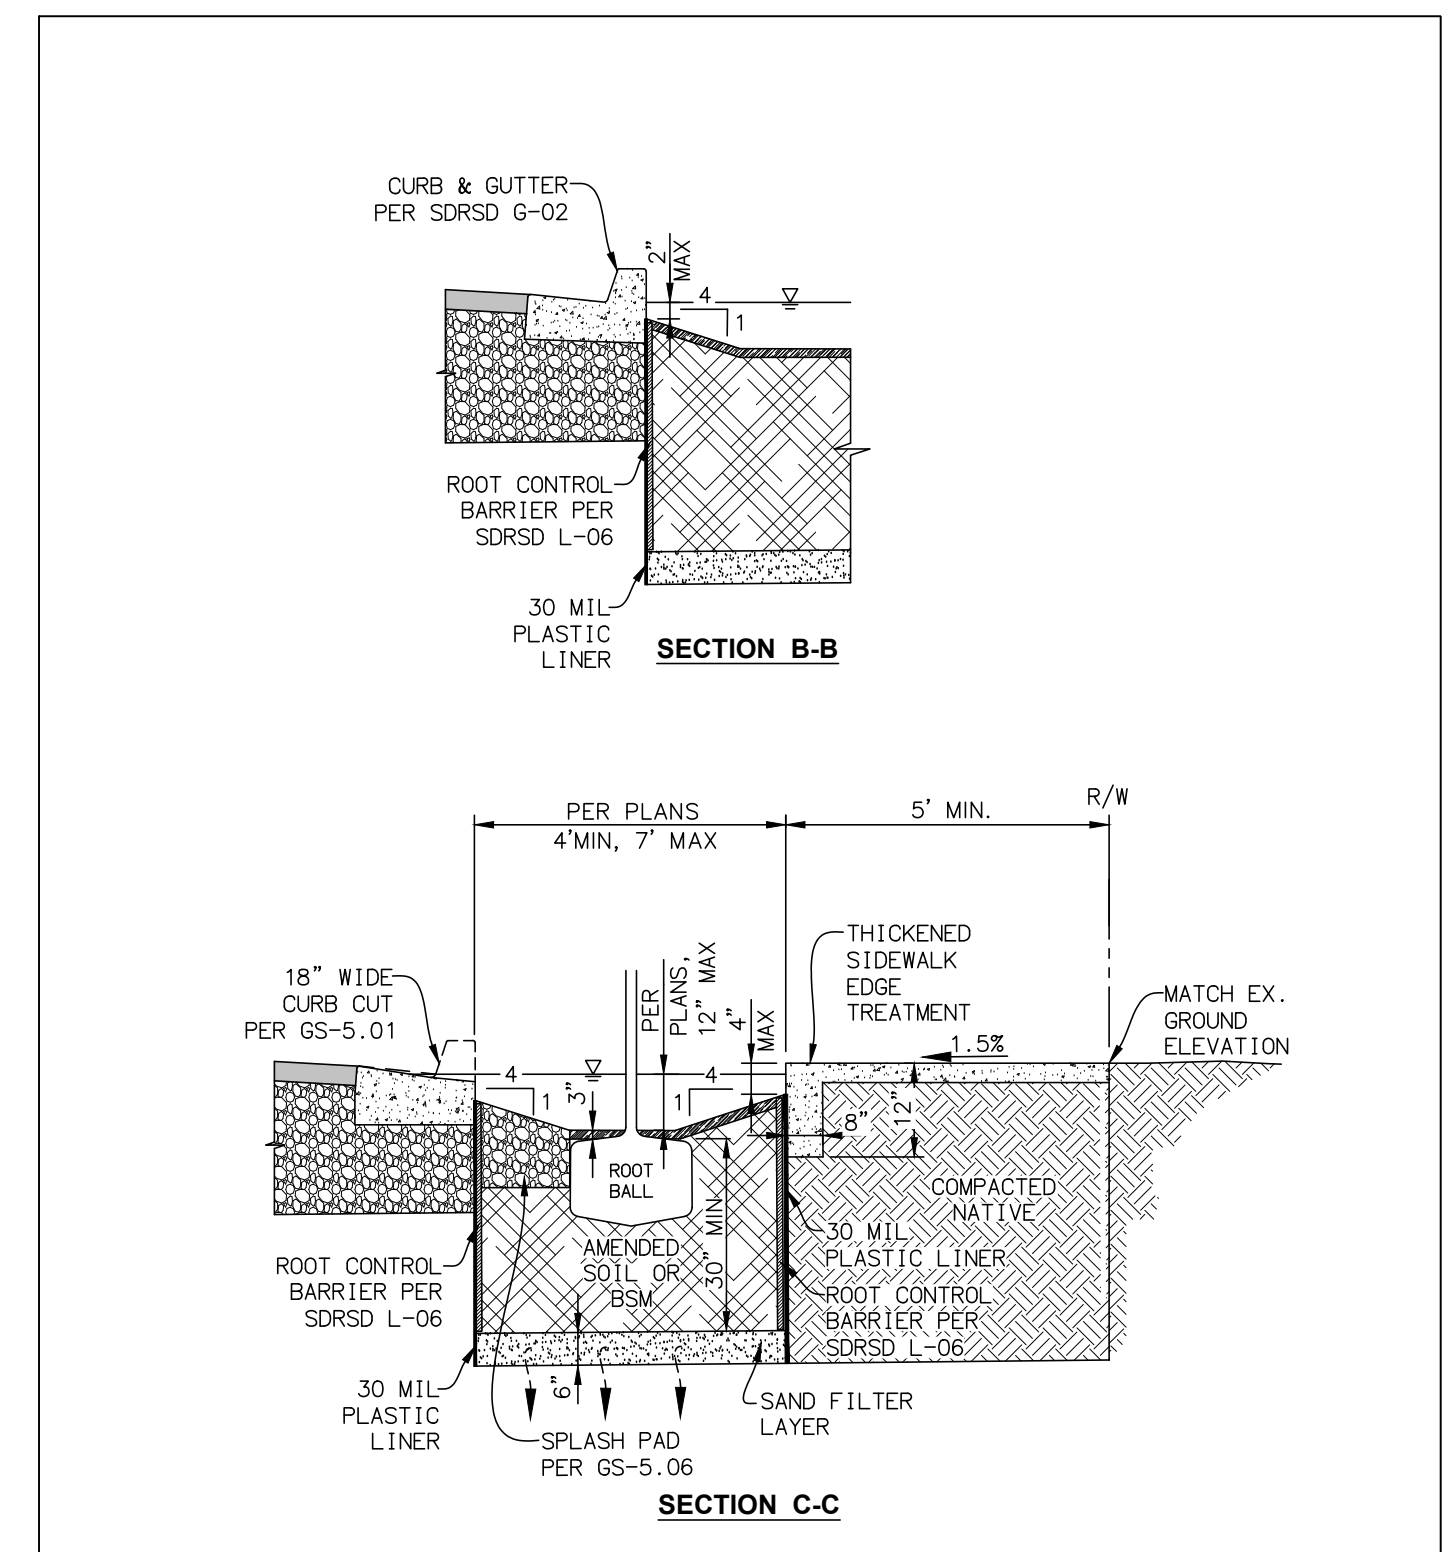 CURB & GUTTER
PER SDRSD G-02
2"
MAX
4
1
ROOT CONTROL
BARRIER PER
SDRSD L-06
30 MIL
PLASTIC
LINER
SECTION B-B
PER PLANS
4'MIN, 7' MAX
5' MIN.
R/W
18" WIDE
CURB CUT
PER GS-5.01
PER
PLANS,
12" MAX
4"
MAX
THICKENED
SIDEWALK
EDGE
TREATMENT
MATCH EX.
GROUND
ELEVATION
1.5%
4
1
3"
4
1
8"
12"
ROOT
BALL
COMPACTED
NATIVE
30" MIN
AMENDED
SOIL OR
BSM
30 MIL
PLASTIC LINER
ROOT CONTROL
BARRIER PER
SDRSD L-06
ROOT CONTROL
BARRIER PER
SDRSD L-06
30 MIL
PLASTIC
LINER
6"
SPLASH PAD
PER GS-5.06
SAND FILTER
LAYER
SECTION C-C